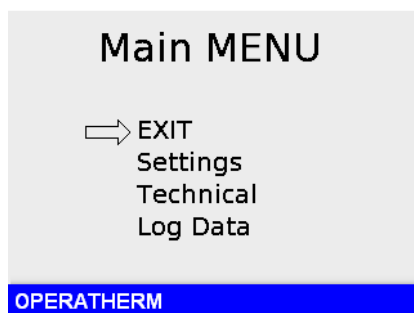 Main MENU
EXIT
Settings
Technical
Log Data
OPERATHERM